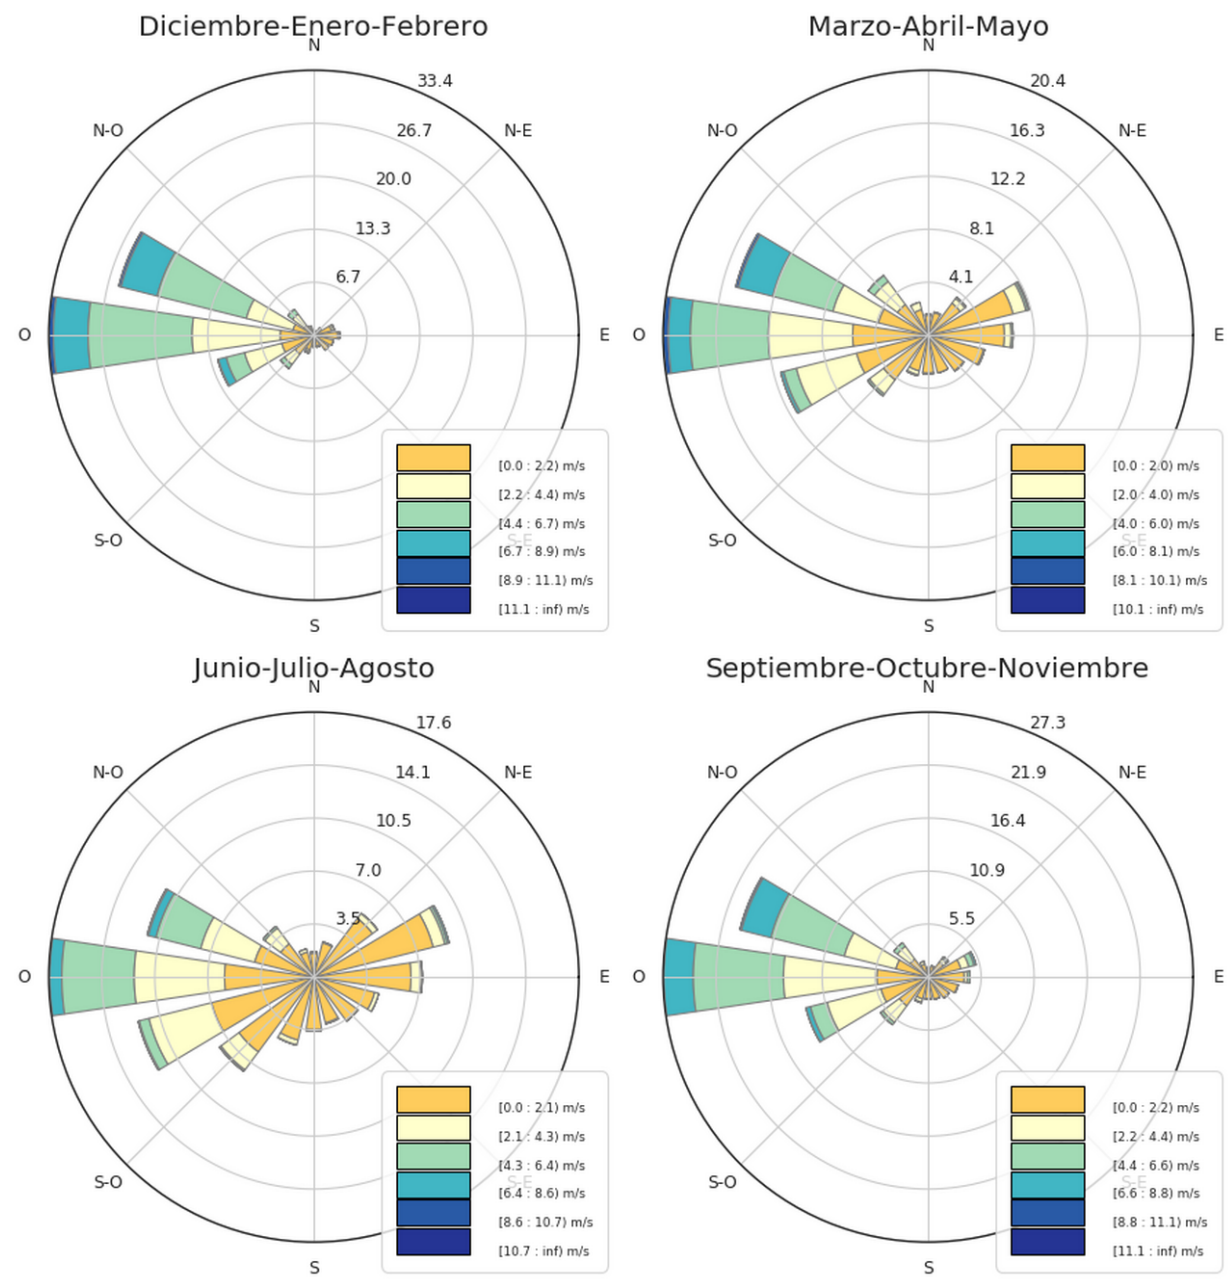 Diciembre-Enero-Febrero
N
33.4
N-O
26.7
N-E
20.0
13.3
6.7
O
E
[0.0 : 2.2) m/s
[2.2 : 4.4) m/s
[4.4 : 6.7) m/s
S-O
S-E
[6.7 : 8.9) m/s
[8.9 : 11.1) m/s
[11.1 : inf) m/s
S
Marzo-Abril-Mayo
N
20.4
N-O
16.3
N-E
12.2
8.1
4.1
O
E
[0.0 : 2.0) m/s
[2.0 : 4.0) m/s
[4.0 : 6.0) m/s
S-O
S-E
[6.0 : 8.1) m/s
[8.1 : 10.1) m/s
[10.1 : inf) m/s
S
Junio-Julio-Agosto
N
17.6
N-O
14.1
N-E
10.5
7.0
3.5
O
E
[0.0 : 2.1) m/s
[2.1 : 4.3) m/s
[4.3 : 6.4) m/s
S-O
S-E
[6.4 : 8.6) m/s
[8.6 : 10.7) m/s
[10.7 : inf) m/s
S
Septiembre-Octubre-Noviembre
N
27.3
N-O
21.9
N-E
16.4
10.9
5.5
O
E
[0.0 : 2.2) m/s
[2.2 : 4.4) m/s
[4.4 : 6.6) m/s
S-O
S-E
[6.6 : 8.8) m/s
[8.8 : 11.1) m/s
[11.1 : inf) m/s
S